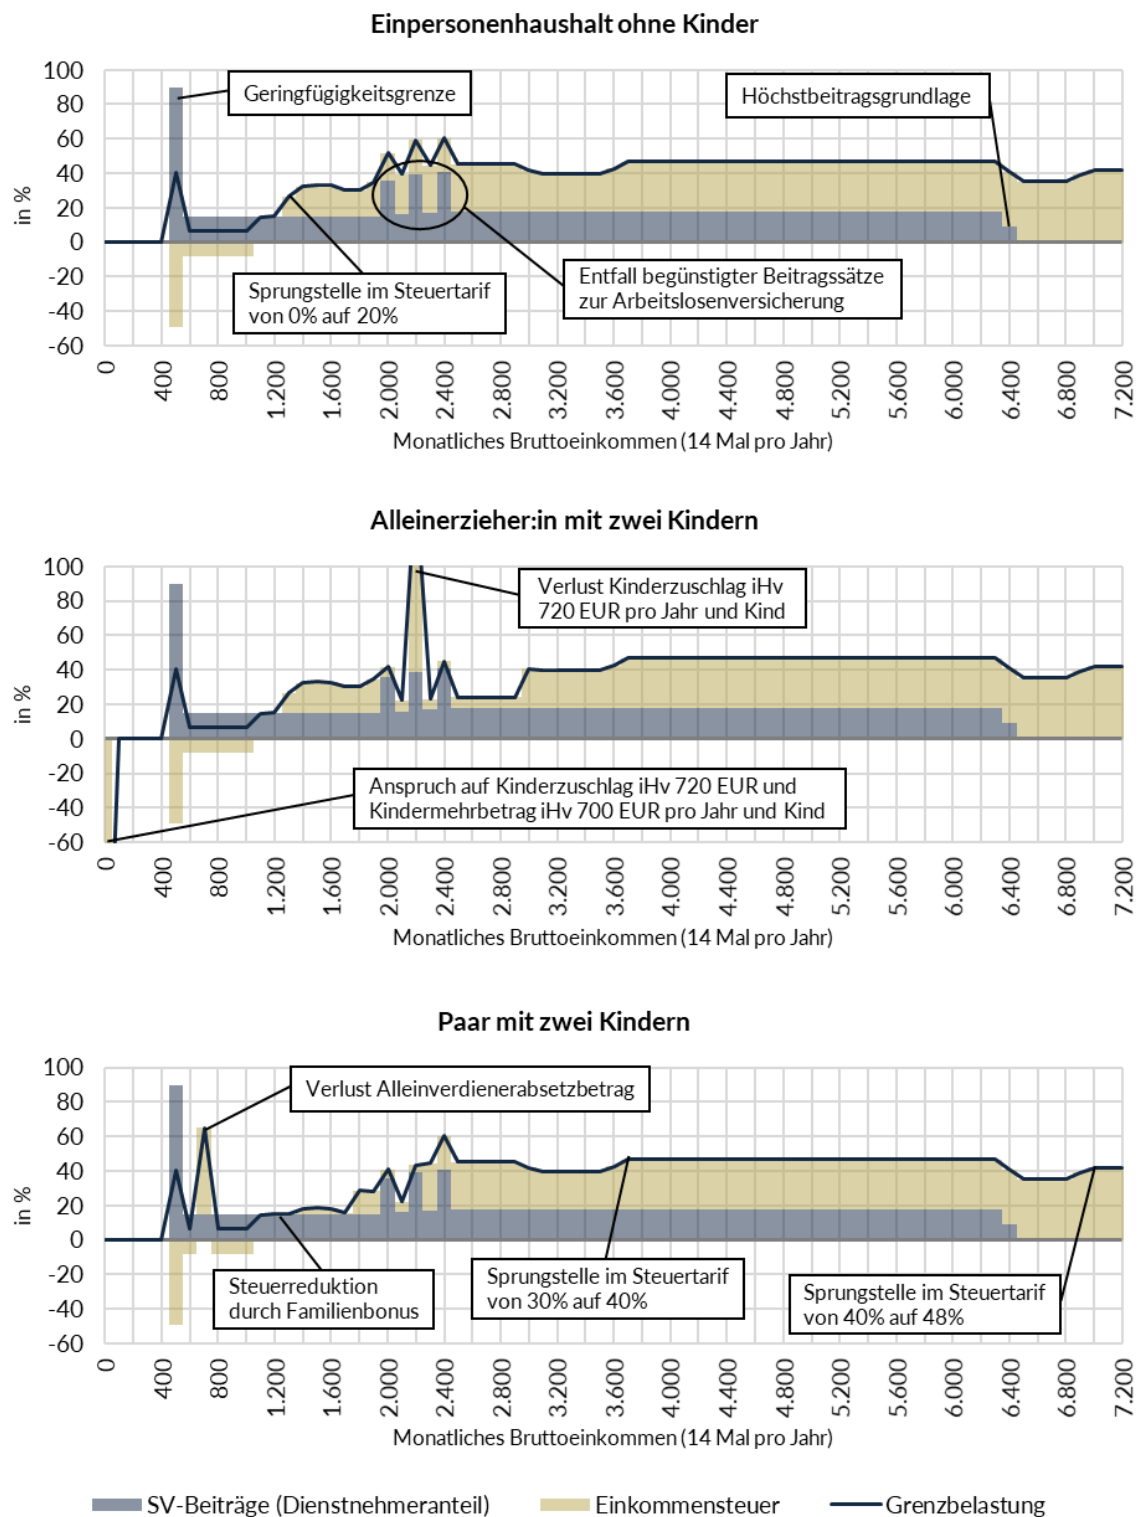 Einpersonenhaushalt ohne Kinder
100
80
60
40
20
0
-20
-40
-60
in %
Geringfügigkeitsgrenze
Höchstbeitragsgrundlage
Sprungstelle im Steuertarif
von 0% auf 20%
Entfall begünstigter Beitragssätze
zur Arbeitslosenversicherung
0
400
800
1.200
1.600
2.000
2.400
2.800
3.200
3.600
4.000
4.400
4.800
5.200
5.600
6.000
6.400
6.800
7.200
Monatliches Bruttoeinkommen (14 Mal pro Jahr)
Alleinerzieher:in mit zwei Kindern
100
80
60
40
20
0
-20
-40
-60
in %
Verlust Kinderzuschlag iHv
720 EUR pro Jahr und Kind
Anspruch auf Kinderzuschlag iHv 720 EUR und
Kindermehrbetrag iHv 700 EUR pro Jahr und Kind
0
400
800
1.200
1.600
2.000
2.400
2.800
3.200
3.600
4.000
4.400
4.800
5.200
5.600
6.000
6.400
6.800
7.200
Monatliches Bruttoeinkommen (14 Mal pro Jahr)
Paar mit zwei Kindern
100
80
60
40
20
0
-20
-40
-60
in %
Verlust Alleinverdienerabsetzbetrag
Steuerreduktion
durch Familienbonus
Sprungstelle im Steuertarif
von 30% auf 40%
Sprungstelle im Steuertarif
von 40% auf 48%
0
400
800
1.200
1.600
2.000
2.400
2.800
3.200
3.600
4.000
4.400
4.800
5.200
5.600
6.000
6.400
6.800
7.200
Monatliches Bruttoeinkommen (14 Mal pro Jahr)
SV-Beiträge (Dienstnehmeranteil)
Einkommensteuer
Grenzbelastung